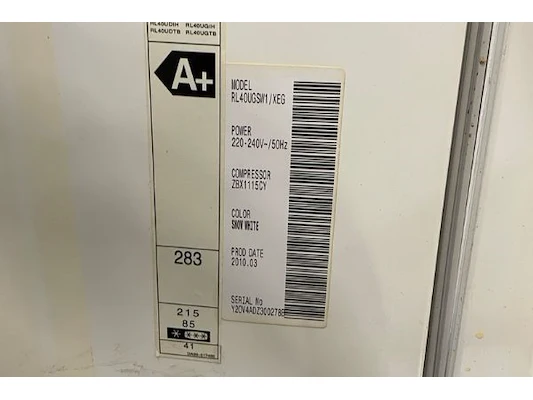 RL40UDIH RL40UGIH
RL40UDTB RL40UGTB
A+
283
215
85
41
MODEL
RL40UGSW1/XEG
POWER
220-240V~/50Hz
COMPRESSOR
ZBX1115CY
COLOR
SNOW WHITE
PROD DATE
2010.03
SERIAL No